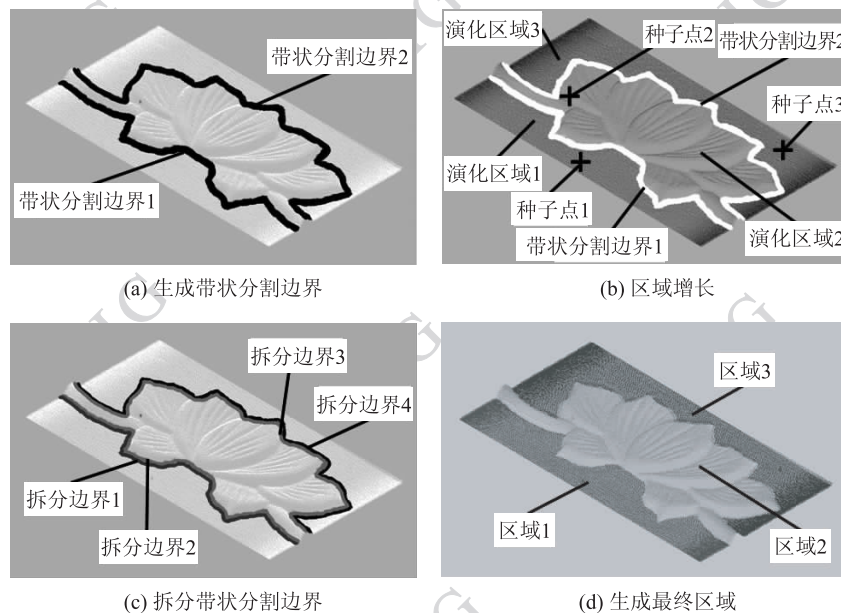 带状分割边界2
带状分割边界1
(a) 生成带状分割边界
演化区域3
种子点2
带状分割边界2
种子点3
演化区域1
种子点1
带状分割边界1
演化区域2
(b) 区域增长
拆分边界3
拆分边界4
拆分边界1
拆分边界2
(c) 拆分带状分割边界
区域3
区域1
区域2
(d) 生成最终区域